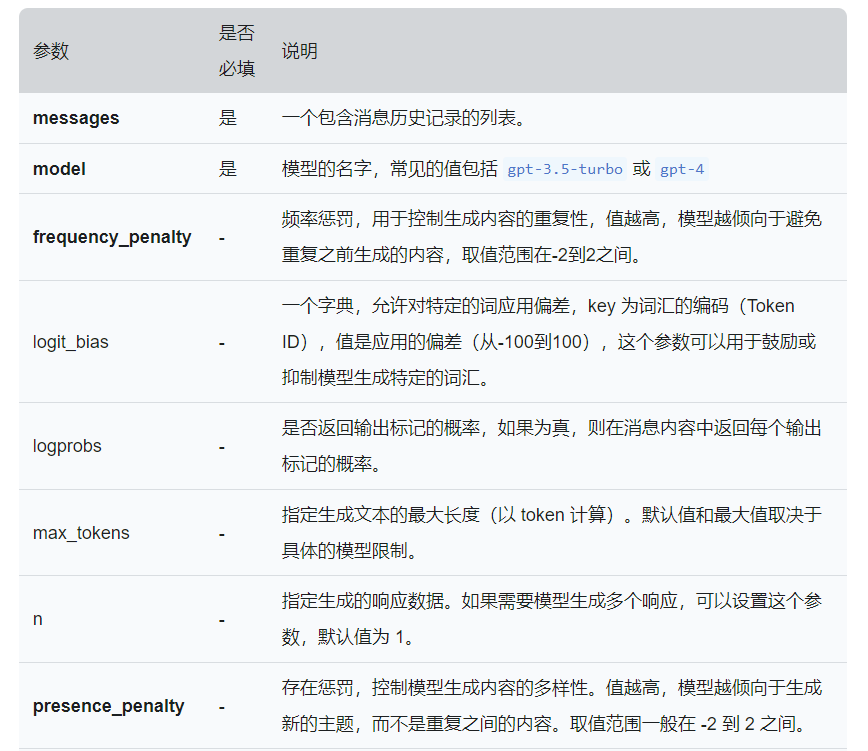 参数 是否必填 说明
messages 是 一个包含消息历史记录的列表。
model 是 模型的名字，常见的值包括 gpt-3.5-turbo 或 gpt-4
frequency_penalty - 频率惩罚，用于控制生成内容的重复性，值越高，模型越倾向于避免
重复之前生成的内容，取值范围在-2到2之间。
logit_bias - 一个字典，允许对特定的词应用偏差，key 为词汇的编码（Token
ID），值是应用的偏差（从-100到100），这个参数可以用于鼓励或
抑制模型生成特定的词汇。
logprobs - 是否返回输出标记的概率，如果为真，则在消息内容中返回每个输出
标记的概率。
max_tokens - 指定生成文本的最大长度（以 token 计算）。默认值和最大值取决于
具体的模型限制。
n - 指定生成的响应数据。如果需要模型生成多个响应，可以设置这个参
数，默认值为 1。
presence_penalty - 存在惩罚，控制模型生成内容的多样性。值越高，模型越倾向于生成
新的主题，而不是重复之间的内容。取值范围一般在 -2 到 2 之间。